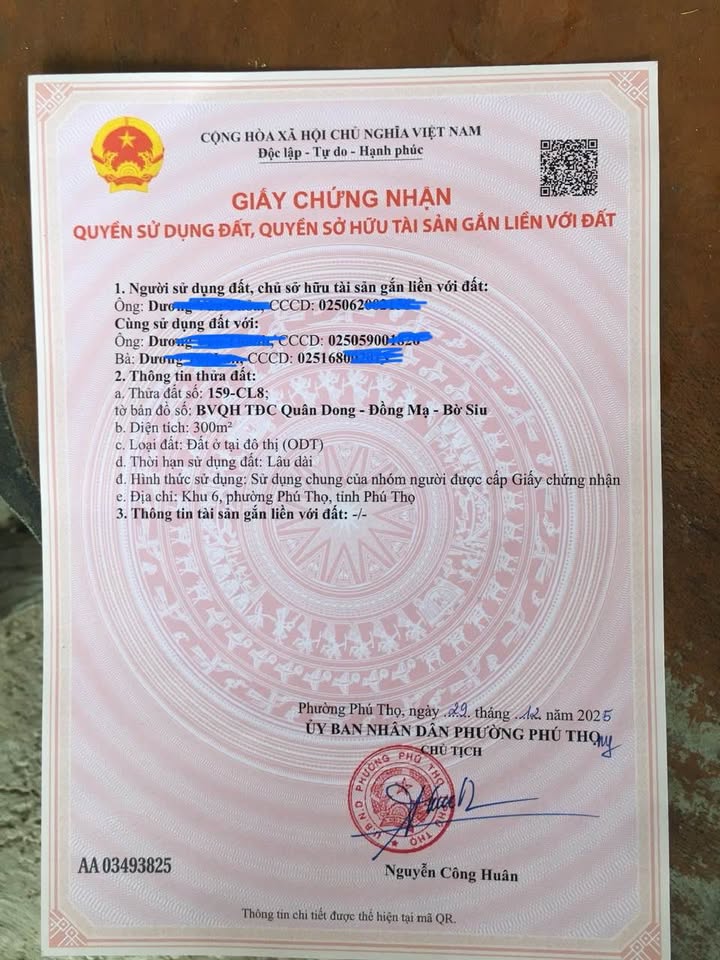 CỘNG HÒA XÃ HỘI CHỦ NGHĨA VIỆT NAM
Độc lập - Tự do - Hạnh phúc
GIẤY CHỨNG NHẬN
QUYỀN SỬ DỤNG ĐẤT, QUYỀN SỞ HỮU TÀI SẢN GẮN LIỀN VỚI ĐẤT
1. Người sử dụng đất, chủ sở hữu tài sản gắn liền với đất:
Ông: CCCD:
Cùng sử dụng đất với:
Ông: CCCD:
Bà: CCCD:
2. Thông tin thửa đất:
a. Thửa đất số: 159-CL8;
tờ bản đồ số: BVQH TĐC Quân Dong - Đồng Mạ - Bờ Siu
b. Diện tích: 300m²
c. Loại đất: Đất ở tại đô thị (ODT)
d. Thời hạn sử dụng đất: Lâu dài
đ. Hình thức sử dụng: Sử dụng chung của nhóm người được cấp Giấy chứng nhận
e. Địa chỉ: Khu 6, phường Phú Thọ, tỉnh Phú Thọ
3. Thông tin tài sản gắn liền với đất: -/-
Phường Phú Thọ, ngày 29 tháng 12 năm 2025
ỦY BAN NHÂN DÂN PHƯỜNG PHÚ THỌ
CHỦ TỊCH
U.B.N.D PHƯỜNG PHÚ THỌ PHÚ THỌ
Nguyễn Công Huân
AA 03493825
Thông tin chi tiết được thể hiện tại mã QR.